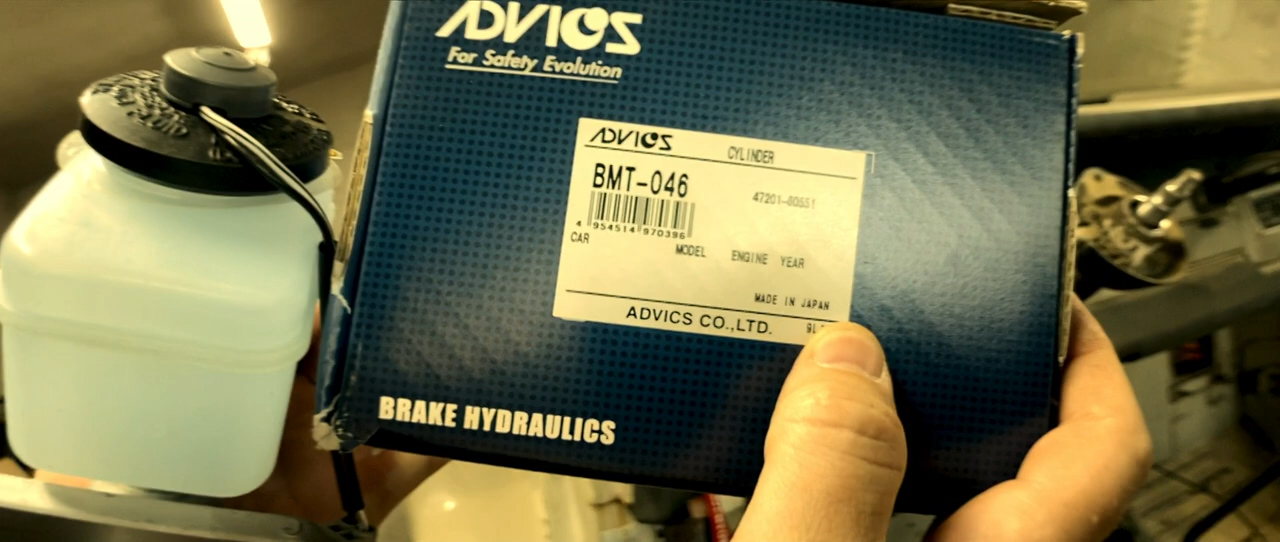 ADVICS
For Safety Evolution
ADVICS CYLINDER
BMT-046
47201-60551
4 954514 970396
CAR MODEL ENGINE YEAR
MADE IN JAPAN
ADVICS CO.,LTD.
BRAKE HYDRAULICS